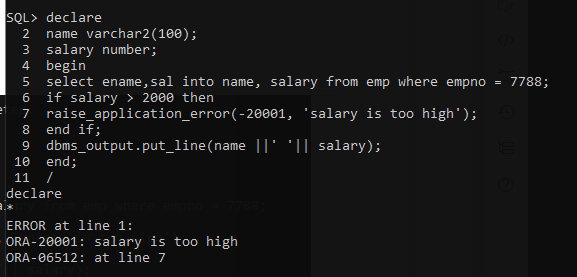 SQL> declare
2 name varchar2(100);
3 salary number;
4 begin
5 select ename,sal into name, salary from emp where empno = 7788;
6 if salary > 2000 then
7 raise_application_error(-20001, 'salary is too high');
8 end if;
9 dbms_output.put_line(name ||' '|| salary);
10 end;
11 /
declare
*
ERROR at line 1:
ORA-20001: salary is too high
ORA-06512: at line 7